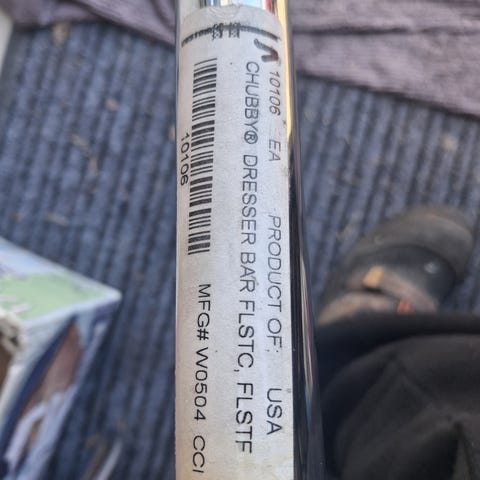 10106 EA PRODUCT OF: USA
CHUBBY® DRESSER BAR FLSTC, FLSTF
10106
MFG# W0504 CCI